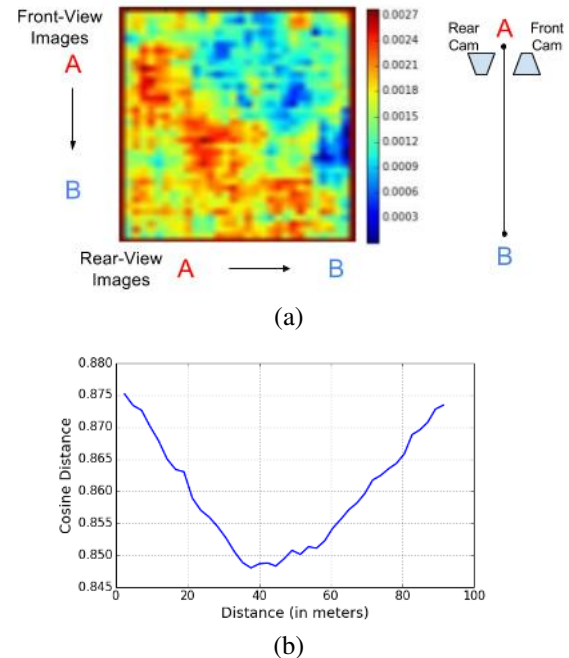 Front-View
Images
A
B
0.0027
0.0024
0.0021
0.0018
0.0015
0.0012
0.0009
0.0006
0.0003
Rear-View
Images
A
B
Rear
Cam
A
Front
Cam
B
(a)
0.880
0.875
0.870
0.865
0.860
0.855
0.850
0.845
Cosine Distance
0
20
40
60
80
100
Distance (in meters)
(b)